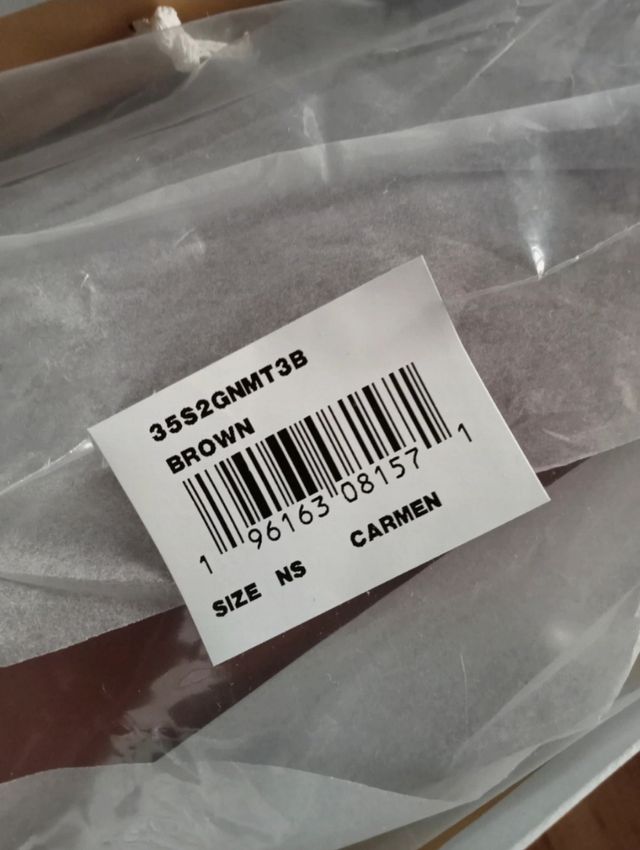 35S2GNMT3B
BROWN
1 96163 08157 1
SIZE NS CARMEN